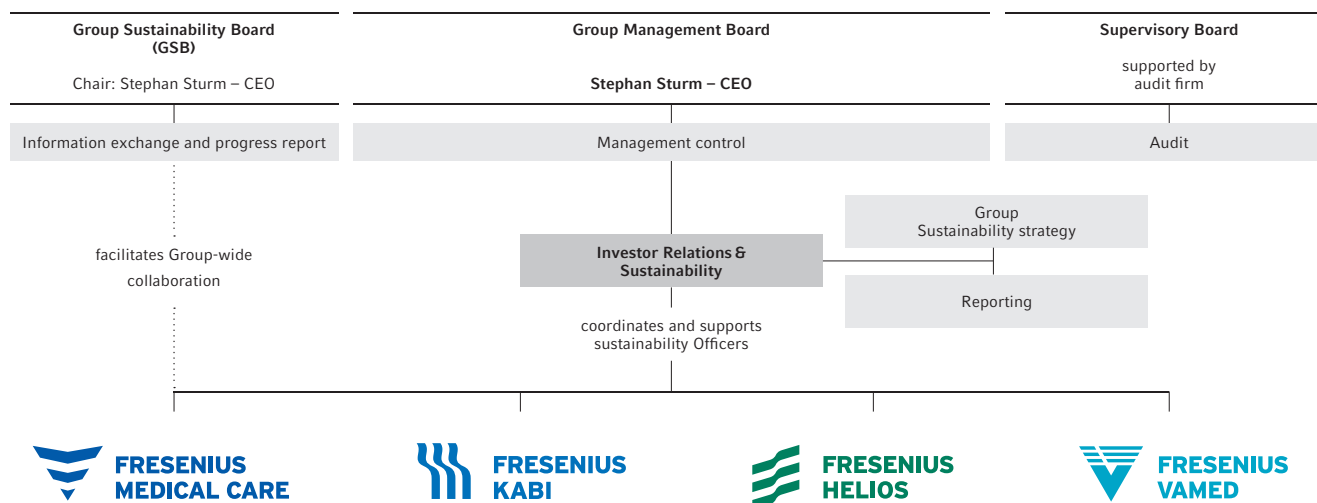 Group Sustainability Board
(GSB)
Chair: Stephan Sturm – CEO
Group Management Board
Stephan Sturm – CEO
Supervisory Board
supported by
audit firm
Information exchange and progress report
Management control
Audit
facilitates Group-wide
collaboration
Investor Relations &
Sustainability
Group
Sustainability strategy
Reporting
coordinates and supports
sustainability Officers
FRESENIUS
MEDICAL CARE
FRESENIUS
KABI
FRESENIUS
HELIOS
FRESENIUS
VAMED